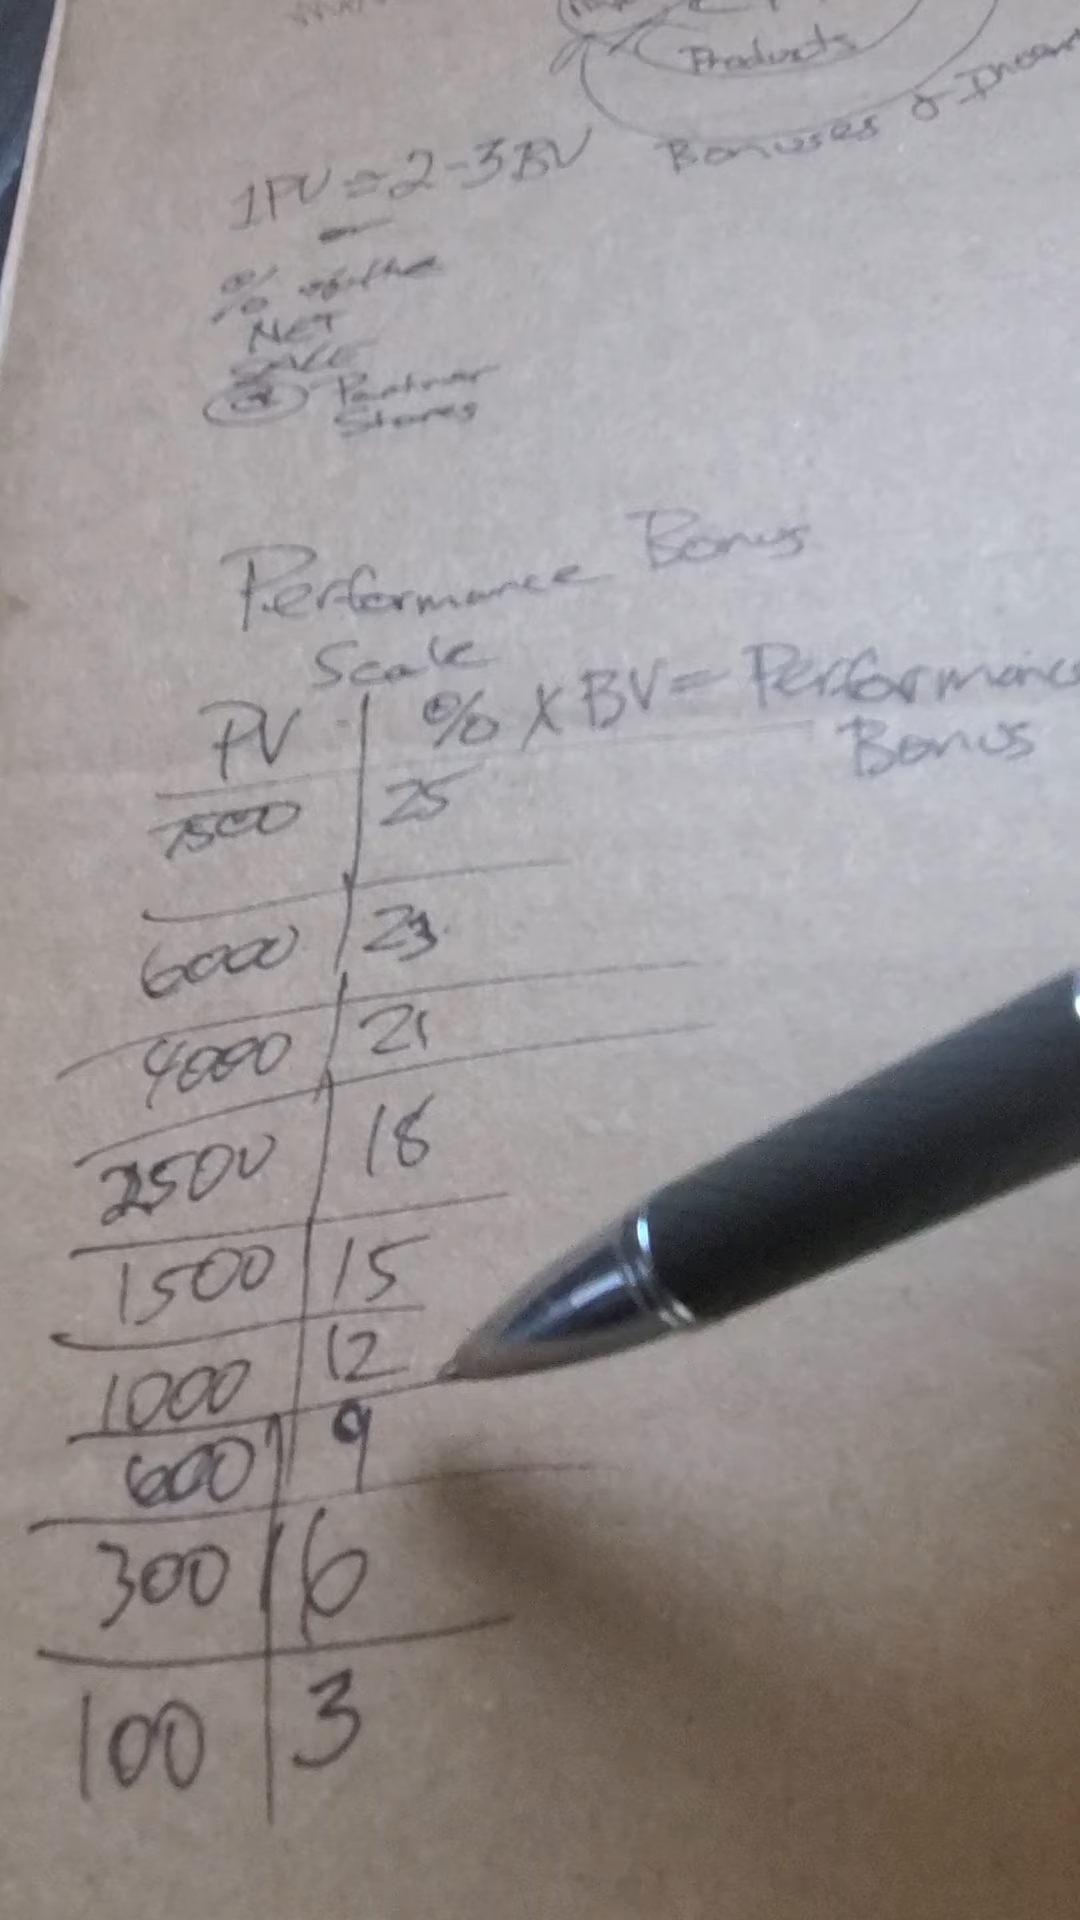 Products
Bonuses &
1PV = 2-3BV
% of the
NET
SALE
Partner
Stores
Performance Bonus
Scale
PV % X BV = Performance
Bonus
7500 25
6000 23
4000 21
2500 18
1500 15
1000 12
600 9
300 6
100 3